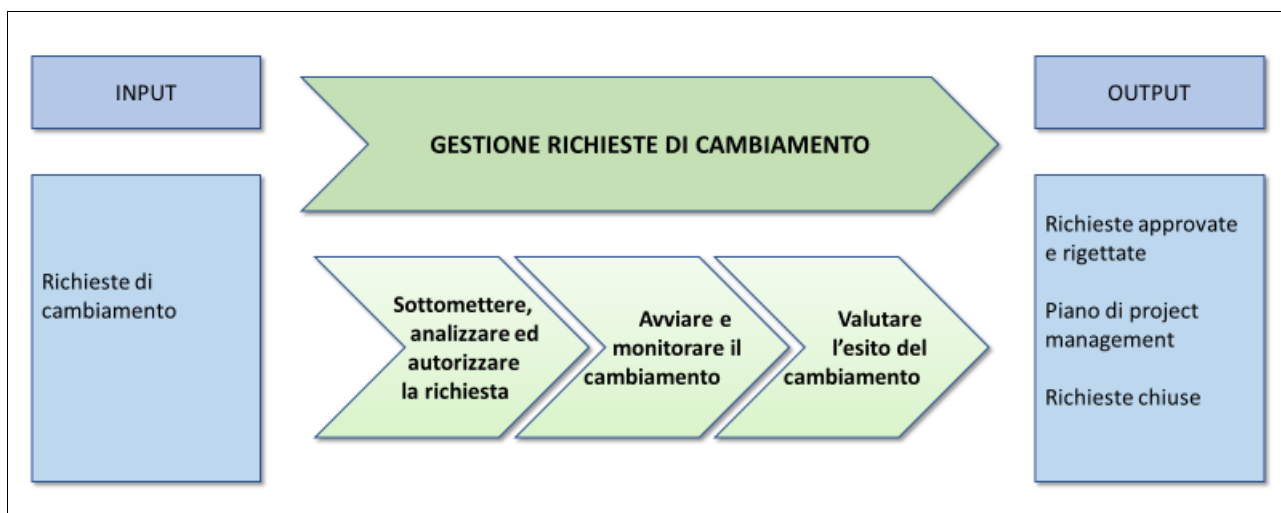 INPUT
GESTIONE RICHIESTE DI CAMBIAMENTO
OUTPUT
Richieste di
cambiamento
Sottomettere,
analizzare ed
autorizzare
la richiesta
Avviare e
monitorare il
cambiamento
Valutare
l'esito del
cambiamento
Richieste approvate
e rigettate
Piano di project
management
Richieste chiuse